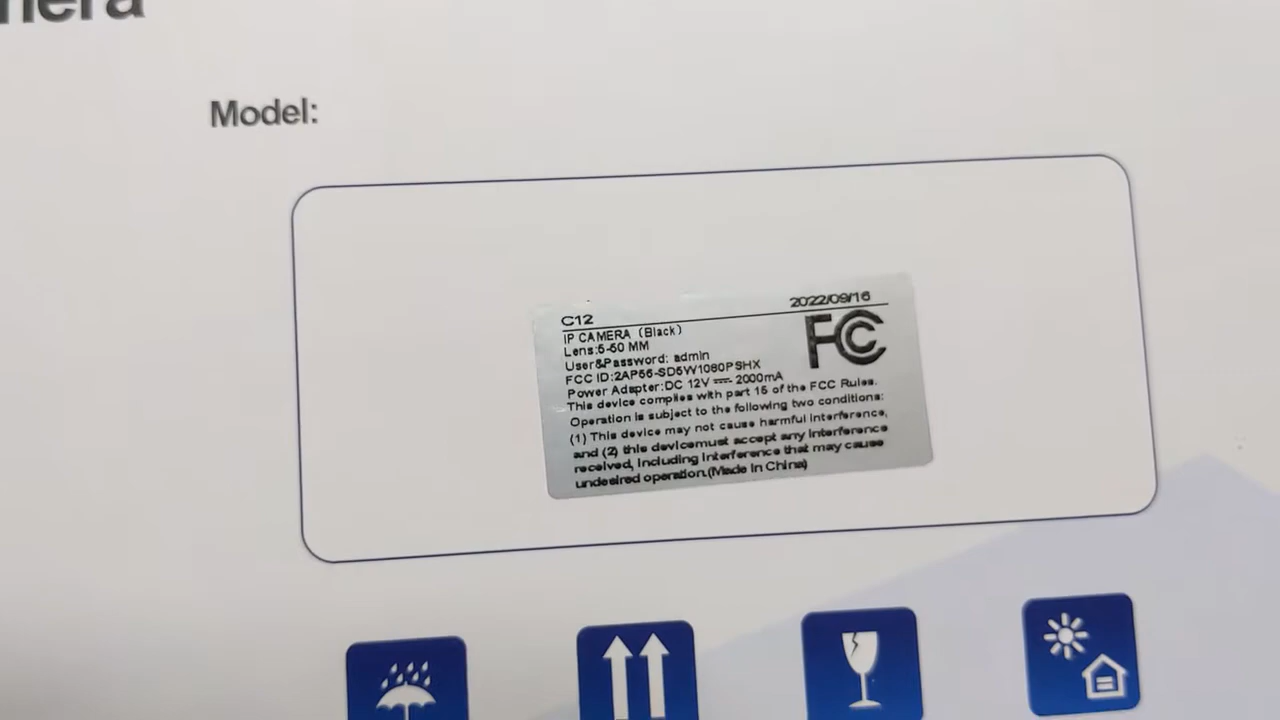 mera
Model:
C12
2022/09/16
IP CAMERA (Black)
Lens:5-50 MM
User&Password: admin
FCC ID:2AP56-SD5W1080PSHX
Power Adapter:DC 12V 2000mA
FC
This device complies with part 15 of the FCC Rules.
Operation is subject to the following two conditions:
(1) This device may not cause harmful interference,
and (2) this devicemust accept any interference
received, including interference that may cause
undesired operation.(Made In China)